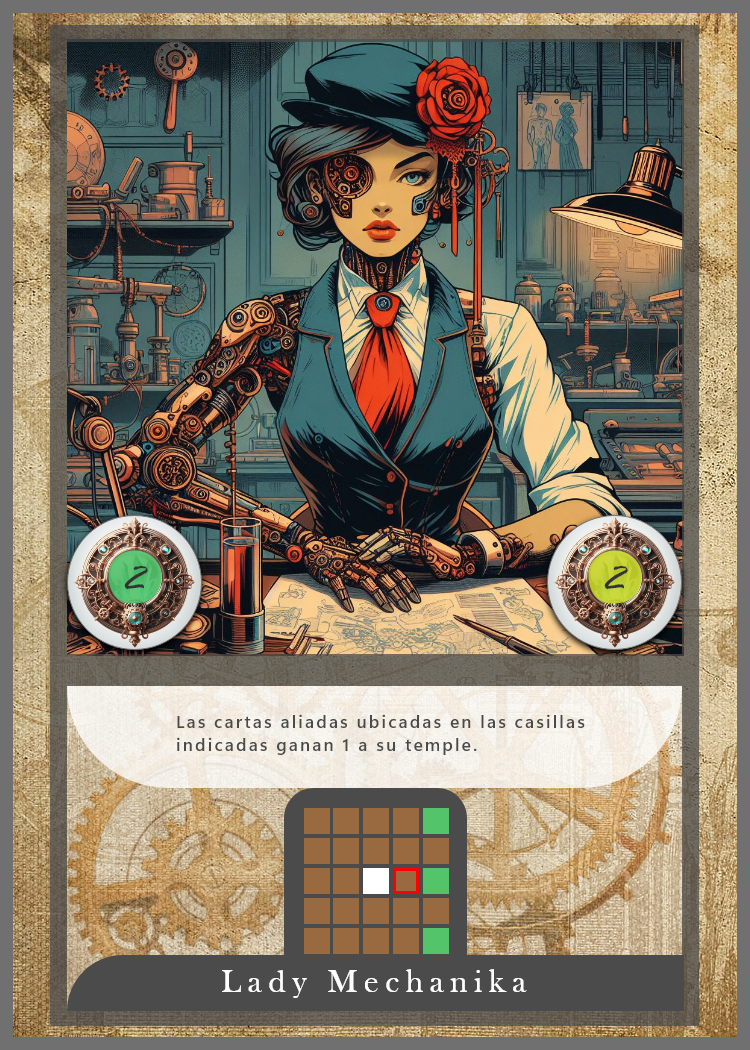 2
2
Las cartas aliadas ubicadas en las casillas
indicadas ganan 1 a su temple.
Lady Mechanika